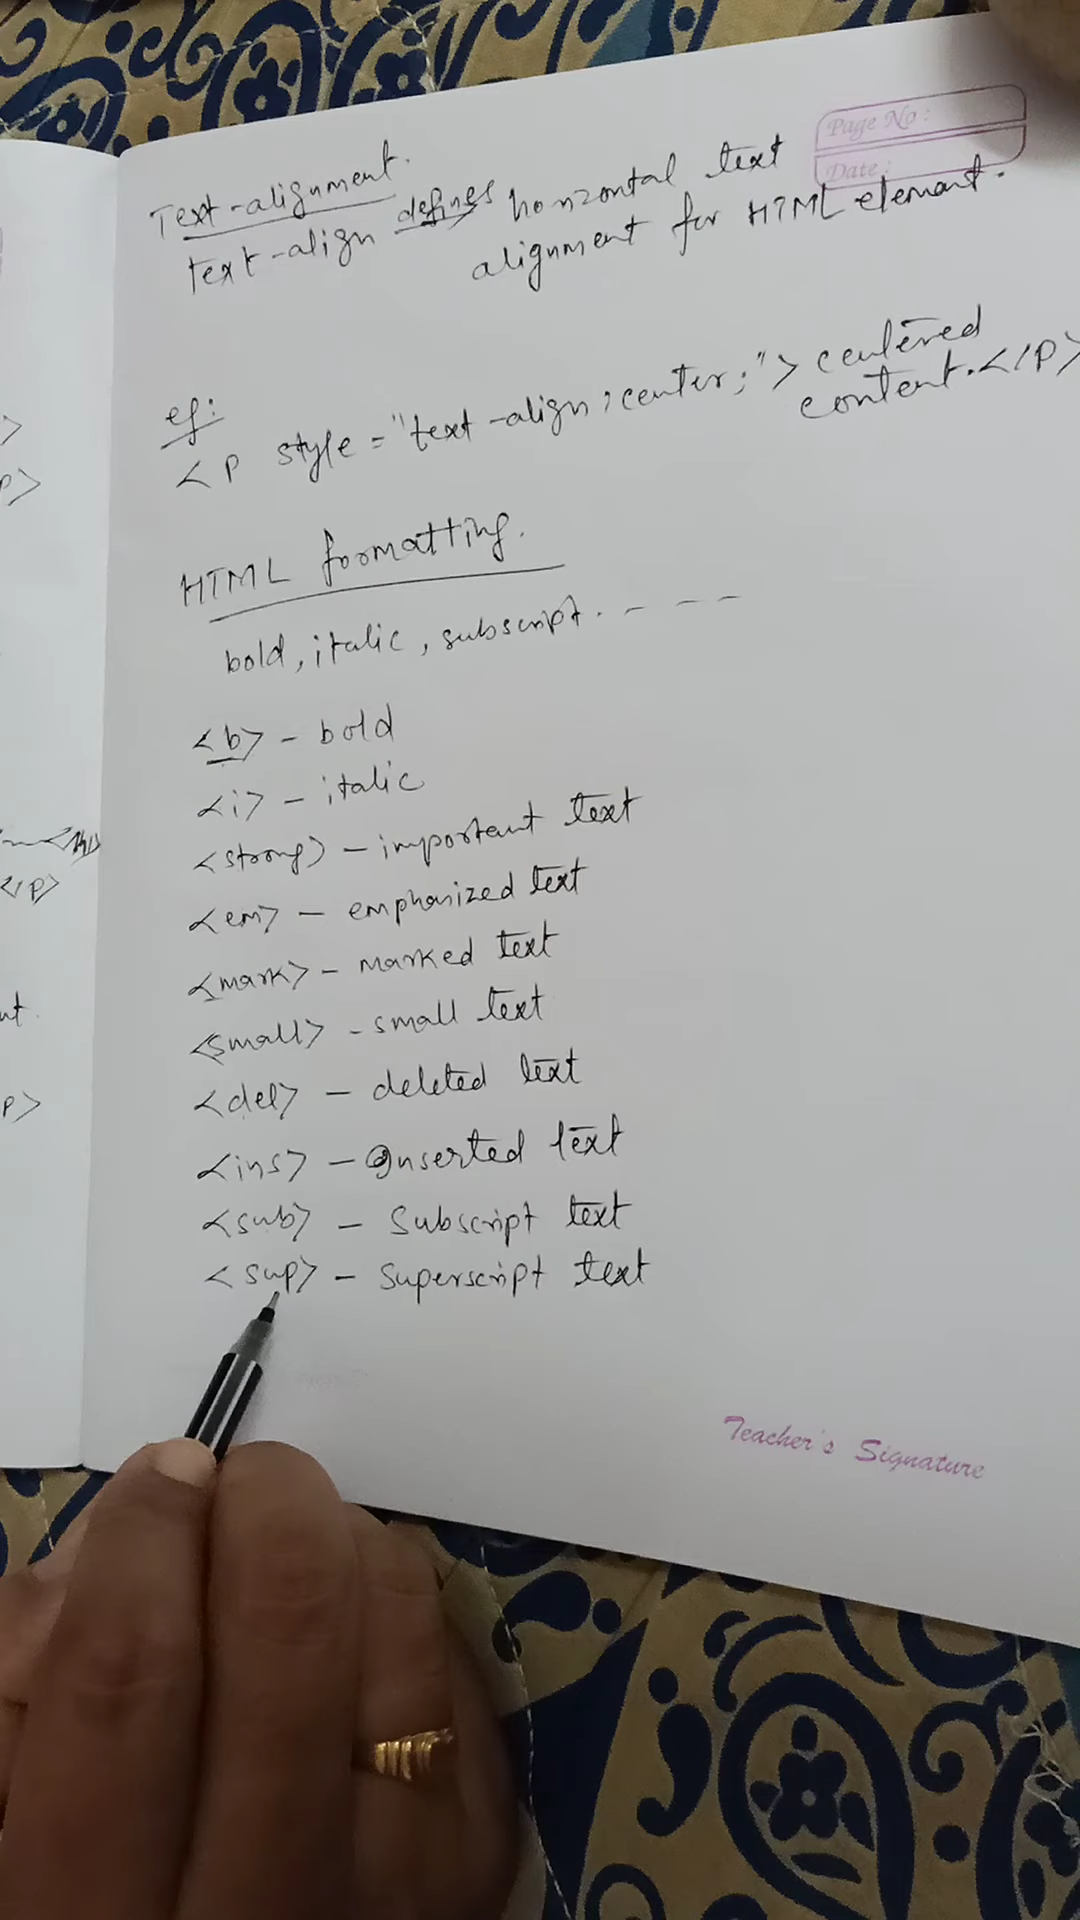 Page No :
Date :
Text-alignment.
text-align defines horizontal text
alignment for HTML element.
eg:
<p style="text-align:center;"> centered
content.</p>
HTML formatting.
bold, italic, subscript. - - - -
<b> - bold
<i> - italic
<strong> - important text
<em> - emphasized text
<mark> - marked text
<small> - small text
<del> - deleted text
<ins> - inserted text
<sub> - Subscript text
<sup> - Superscript text
Teacher's Signature